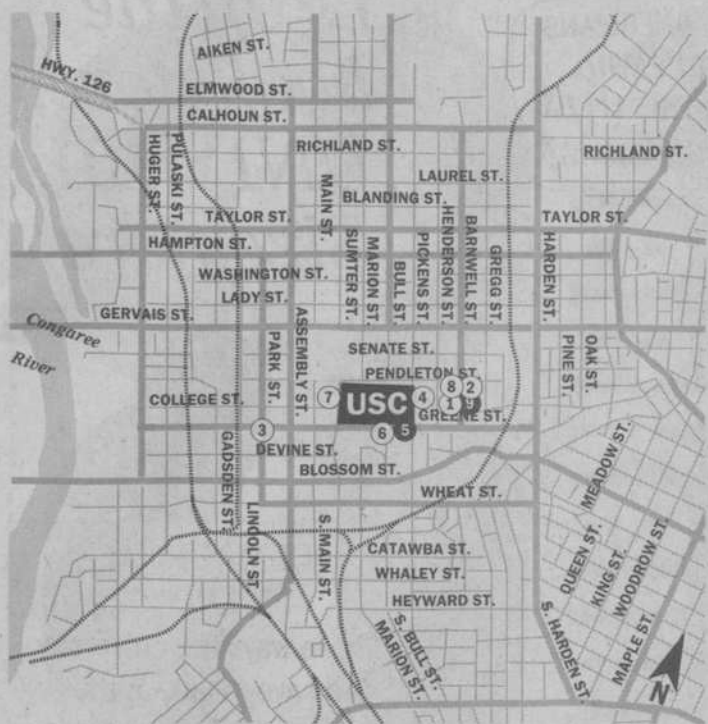 AIKEN ST.
HWY. 126
ELMWOOD ST.
CALHOUN ST.
RICHLAND ST.
RICHLAND ST.
HUGER ST.
PULASKI ST.
LAUREL ST.
BLANDING ST.
MAIN ST.
TAYLOR ST.
TAYLOR ST.
HAMPTON ST.
SUMTER ST.
MARION ST.
BULL ST.
PICKENS ST.
HENDERSON ST.
BARNWELL ST.
GREGG ST.
HARDEN ST.
WASHINGTON ST.
LADY ST.
GERVAIS ST.
Congaree
River
PARK ST.
ASSEMBLY ST.
SENATE ST.
PENDLETON ST.
PINE ST.
OAK ST.
COLLEGE ST.
7
USC
4
8
2
1
9
GREENE ST.
3
6
5
DEVINE ST.
BLOSSOM ST.
GADSDEN ST.
LINCOLN ST
S. MAIN ST.
WHEAT ST.
MEADOW ST.
CATAWBA ST.
WHALEY ST.
HEYWARD ST.
QUEEN ST.
KING ST.
WOODROW ST.
MAPLE ST.
S. BULL ST.
MARION ST.
S. HARDEN ST.
N